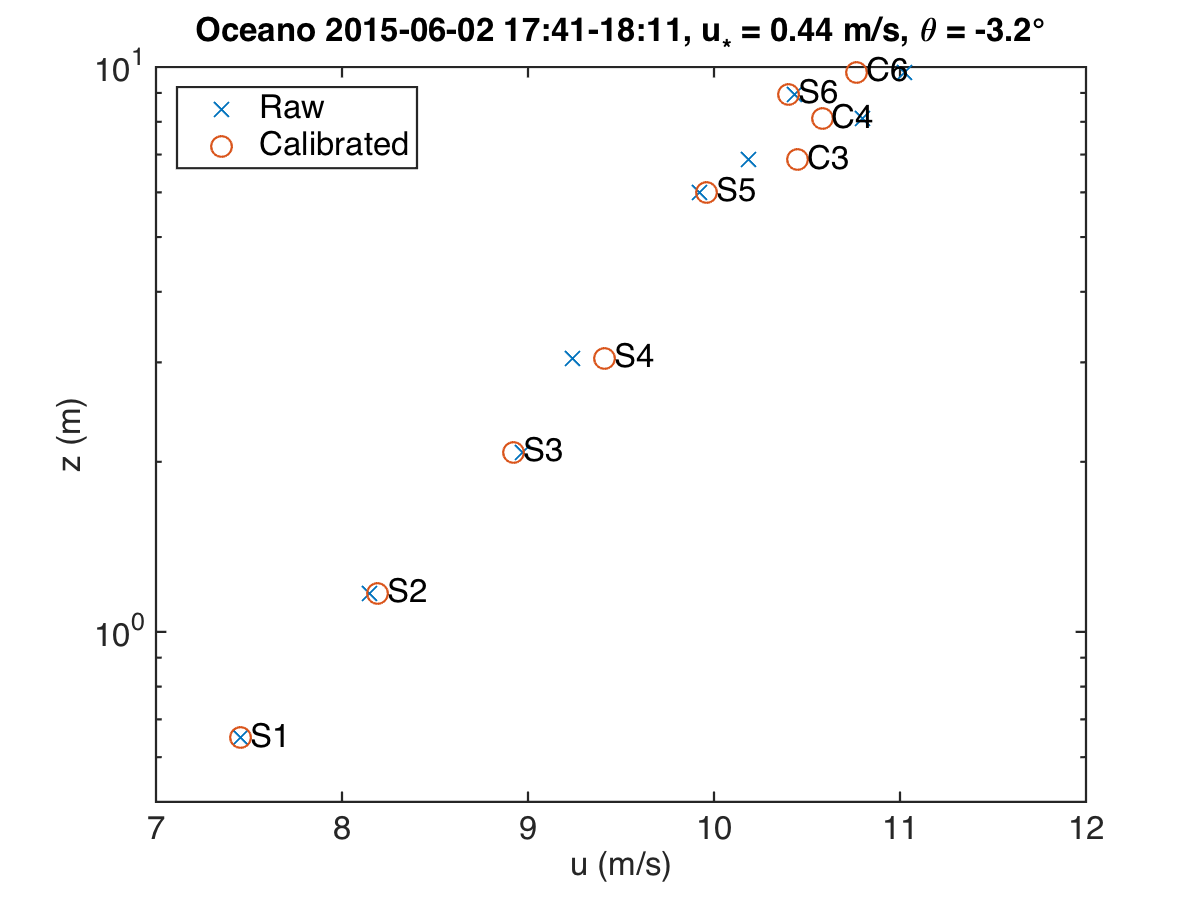 Oceano 2015-06-02 17:41-18:11, u* = 0.44 m/s, θ = -3.2°
10^1
Raw
Calibrated
C6
S6
C4
C3
S5
S4
S3
S2
10^0
S1
z (m)
7 8 9 10 11 12
u (m/s)